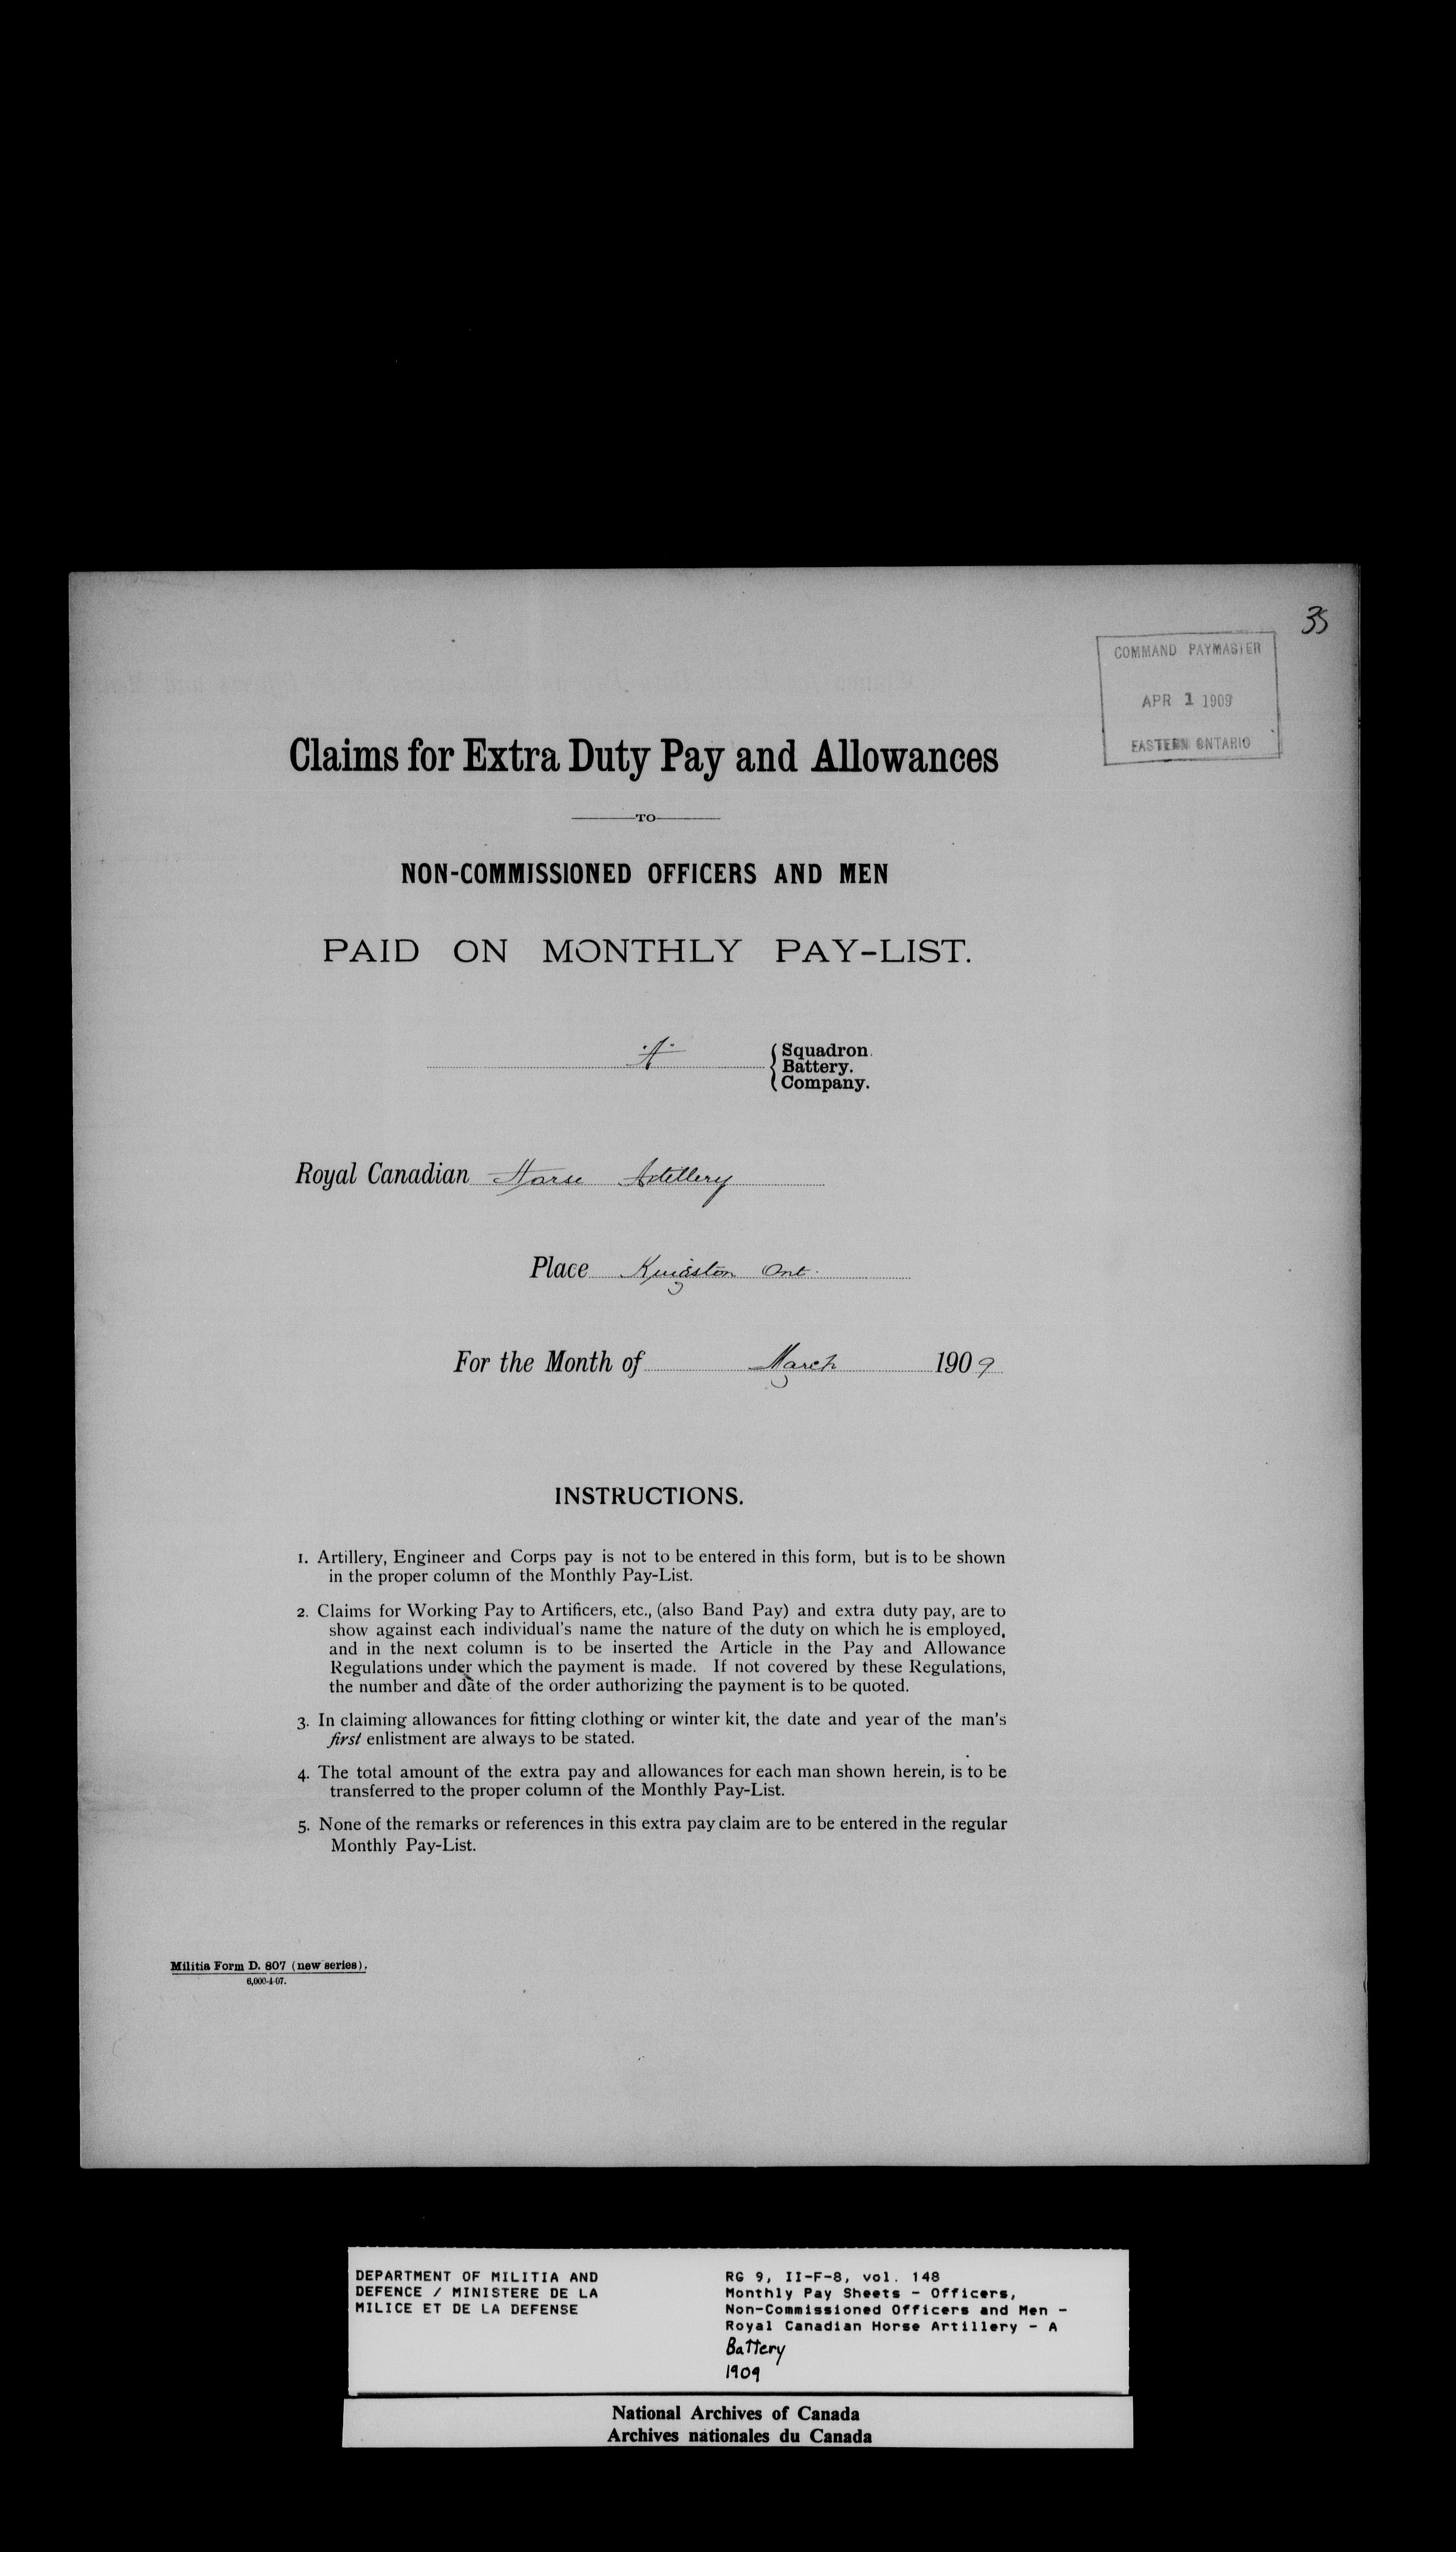 35
COMMAND PAYMASTER
APR 1 1909
EASTERN ONTARIO
Claims for Extra Duty Pay and Allowances
TO
NON-COMMISSIONED OFFICERS AND MEN
PAID ON MONTHLY PAY-LIST.
"A" { Squadron.
Battery.
Company.
Royal Canadian Horse Artillery
Place Kingston Ont.
For the Month of March 1909
INSTRUCTIONS.
1. Artillery, Engineer and Corps pay is not to be entered in this form, but is to be shown
in the proper column of the Monthly Pay-List.
2. Claims for Working Pay to Artificers, etc., (also Band Pay) and extra duty pay, are to
show against each individual's name the nature of the duty on which he is employed,
and in the next column is to be inserted the Article in the Pay and Allowance
Regulations under which the payment is made. If not covered by these Regulations,
the number and date of the order authorizing the payment is to be quoted.
3. In claiming allowances for fitting clothing or winter kit, the date and year of the man's
first enlistment are always to be stated.
4. The total amount of the extra pay and allowances for each man shown herein, is to be
transferred to the proper column of the Monthly Pay-List.
5. None of the remarks or references in this extra pay claim are to be entered in the regular
Monthly Pay-List.
Militia Form D. 807 (new series).
6,000-4-07.
DEPARTMENT OF MILITIA AND
DEFENCE / MINISTERE DE LA
MILICE ET DE LA DEFENSE
RG 9, II-F-8, vol. 148
Monthly Pay Sheets - Officers,
Non-Commissioned Officers and Men -
Royal Canadian Horse Artillery - A
Battery
1909
National Archives of Canada
Archives nationales du Canada